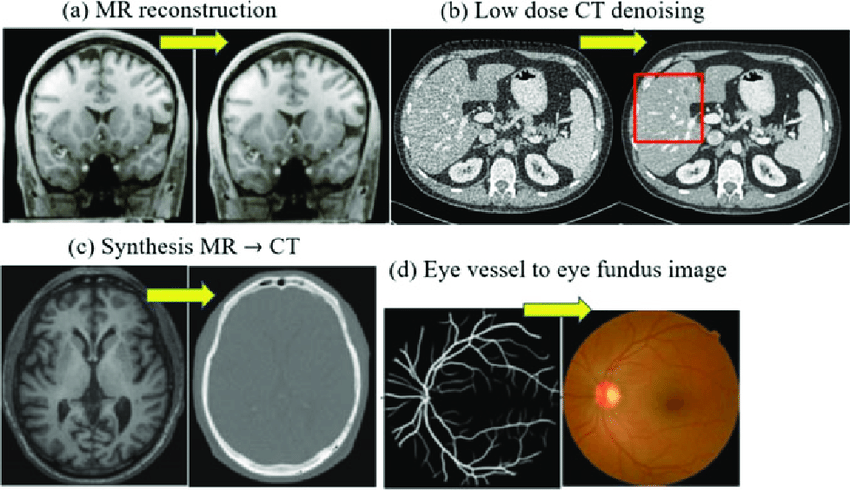 (a) MR reconstruction
(b) Low dose CT denoising
(c) Synthesis MR → CT
(d) Eye vessel to eye fundus image